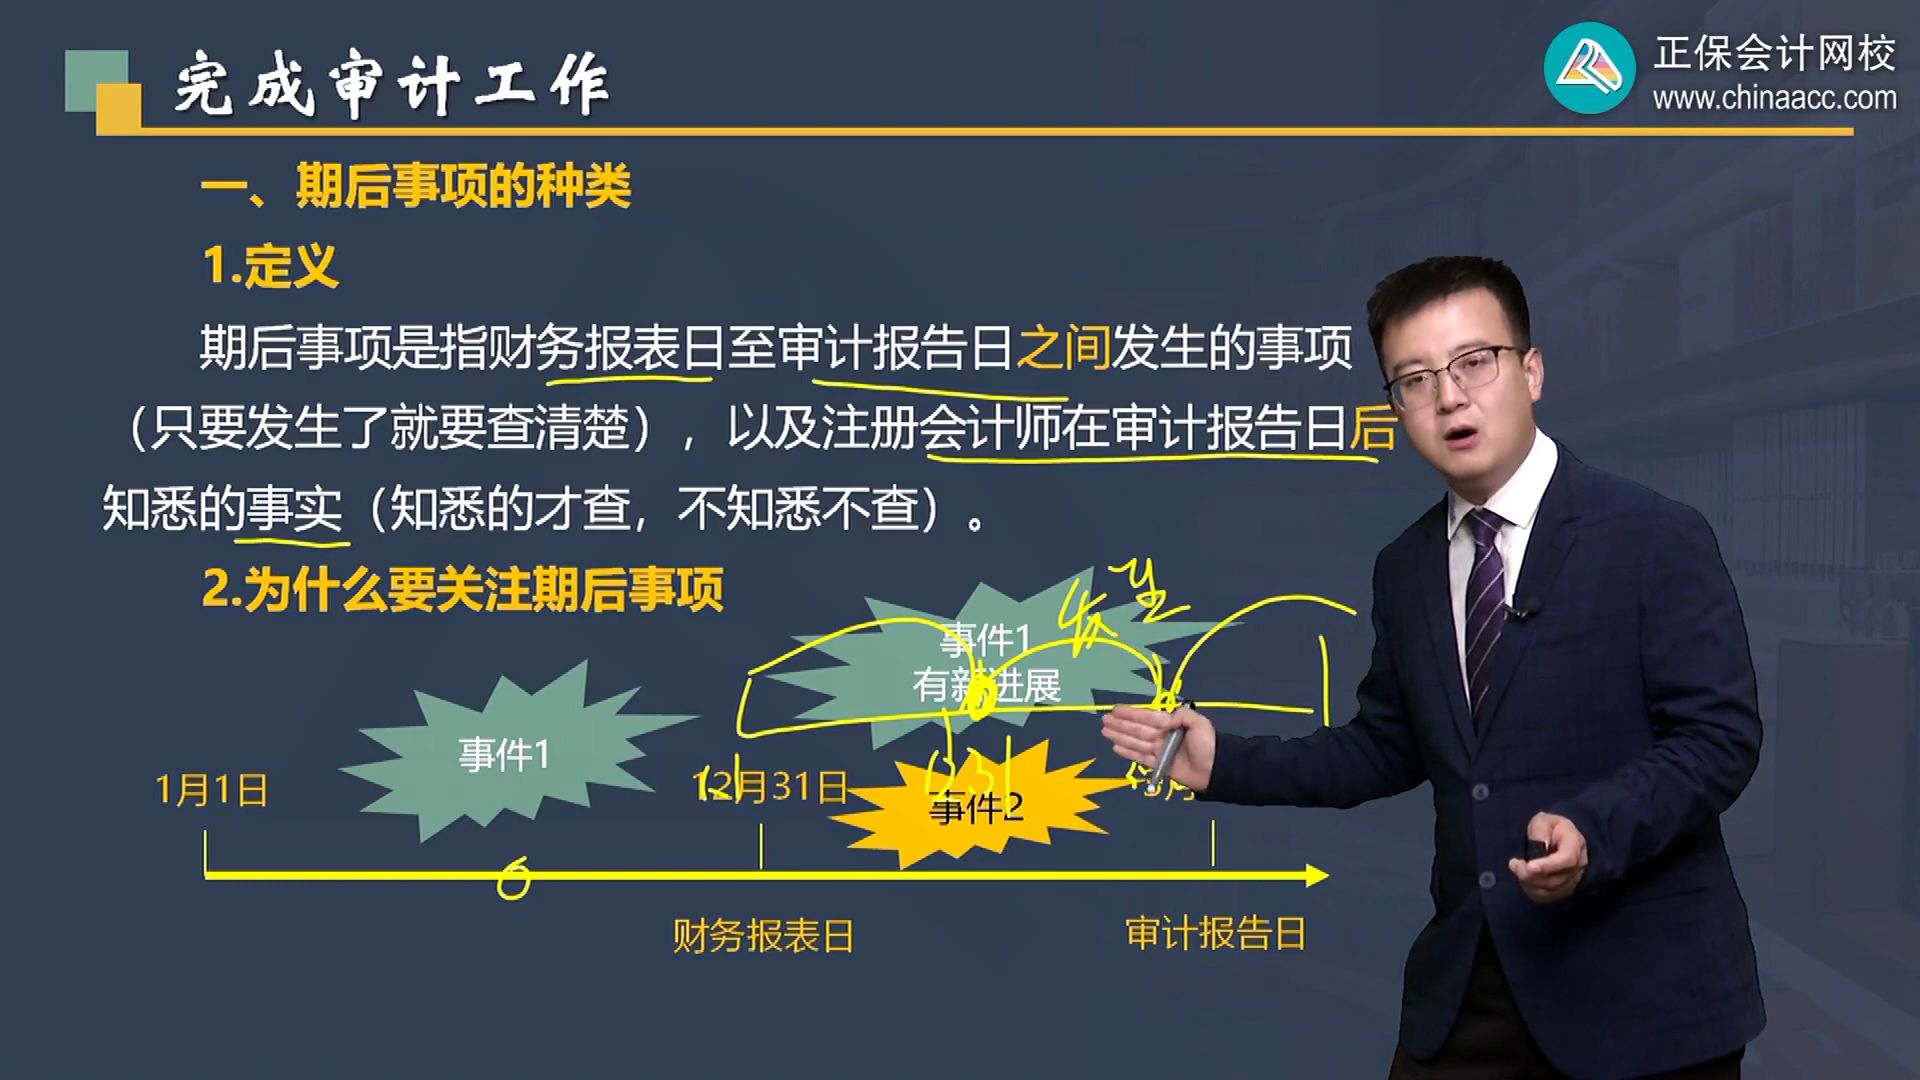 完成审计工作
正保会计网校
www.chinaacc.com
一、期后事项的种类
1.定义
期后事项是指财务报表日至审计报告日之间发生的事项
（只要发生了就要查清楚），以及注册会计师在审计报告日后
知悉的事实（知悉的才查，不知悉不查）。
2.为什么要关注期后事项
发生
事件1
有新进展
事件1
1月1日
12月31日
1231
事件2
财务报表日
审计报告日